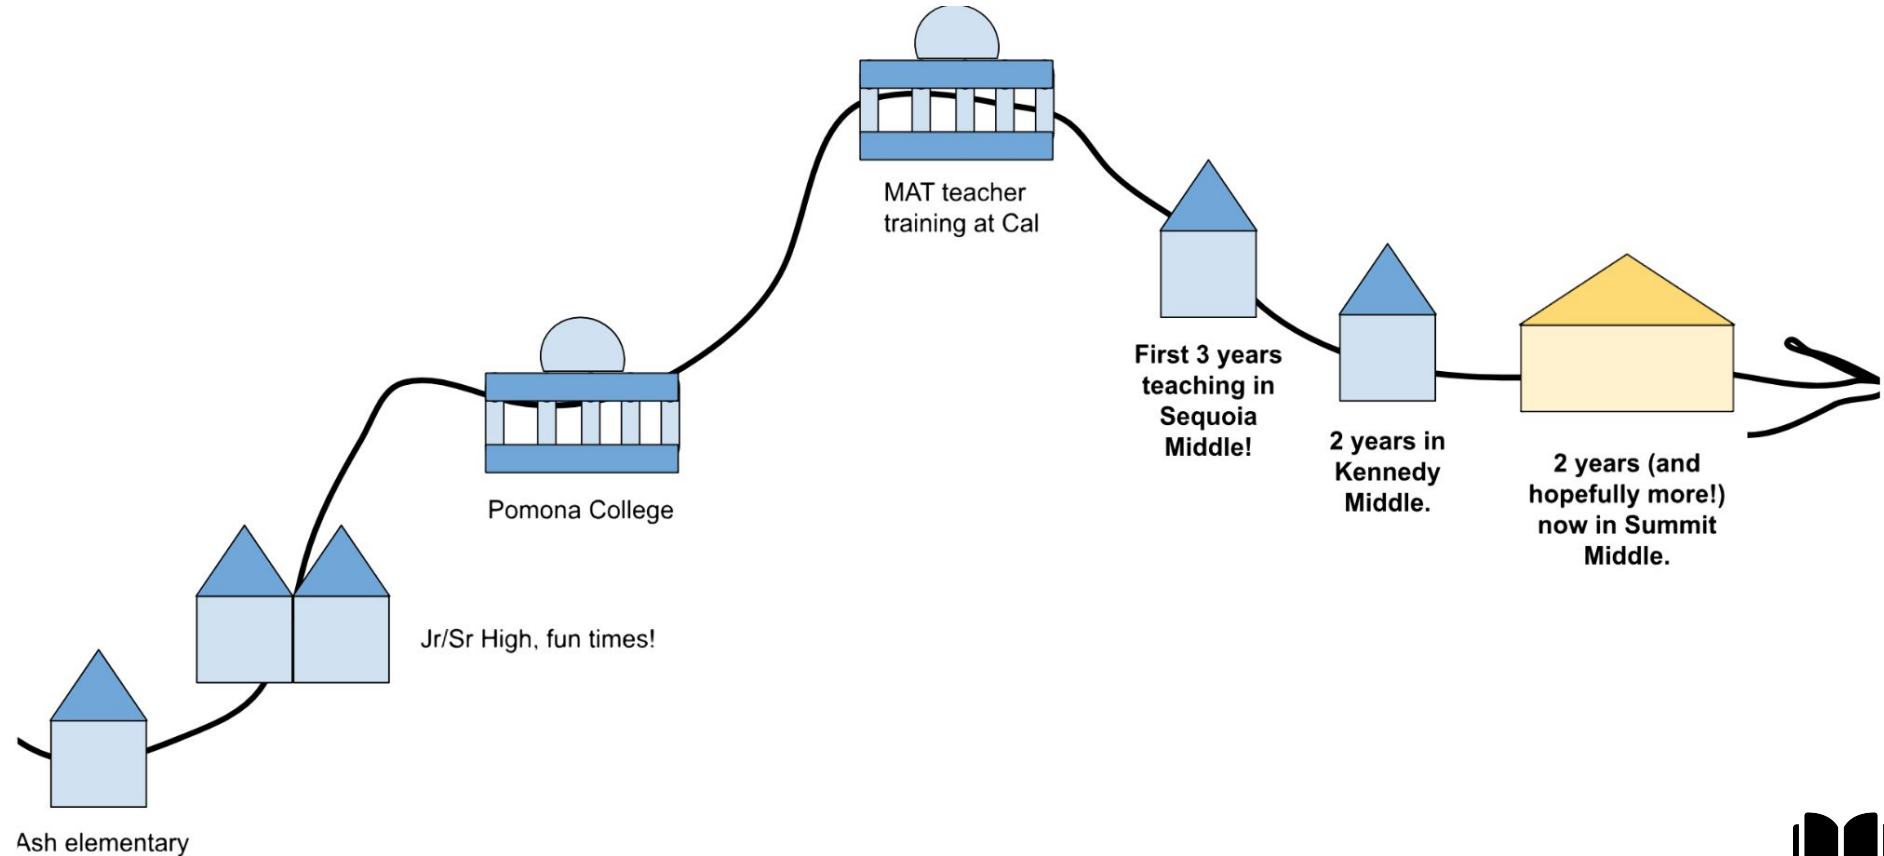 Ash elementary
Jr/Sr High, fun times!
Pomona College
MAT teacher
training at Cal
First 3 years
teaching in
Sequoia
Middle!
2 years in
Kennedy
Middle.
2 years (and
hopefully more!)
now in Summit
Middle.